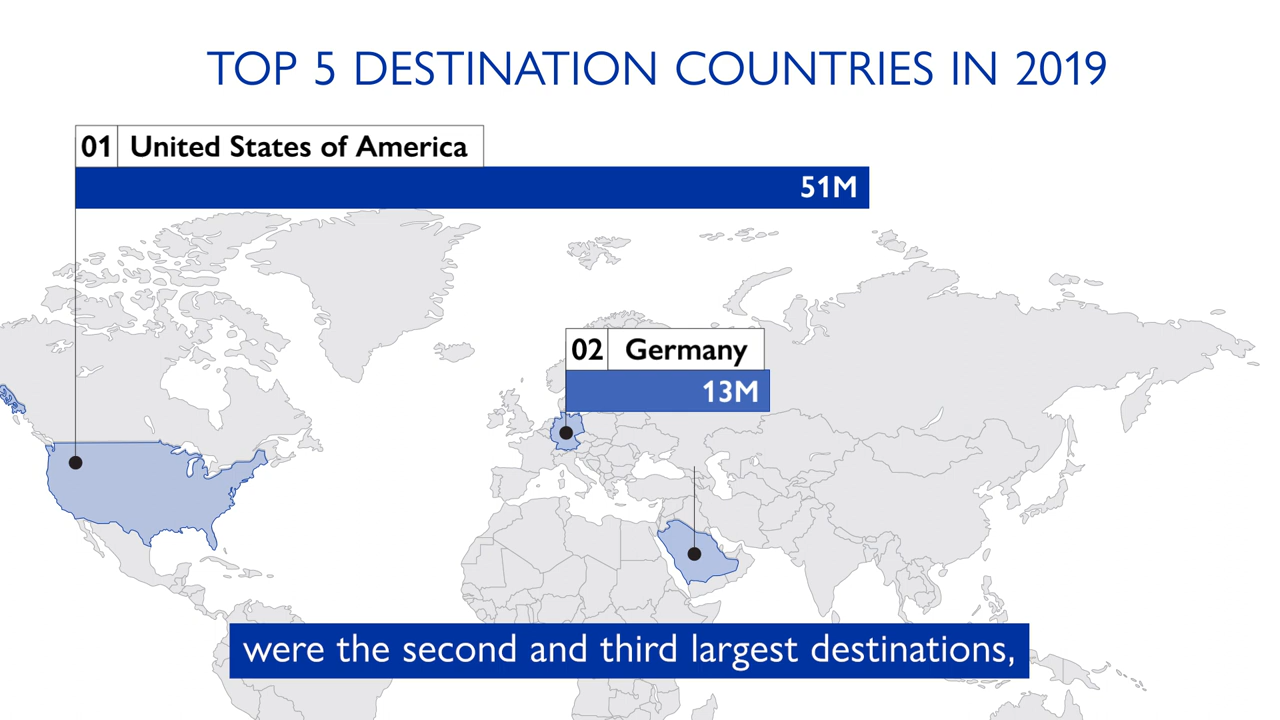 TOP 5 DESTINATION COUNTRIES IN 2019
01 United States of America
51M
02 Germany
13M
were the second and third largest destinations,